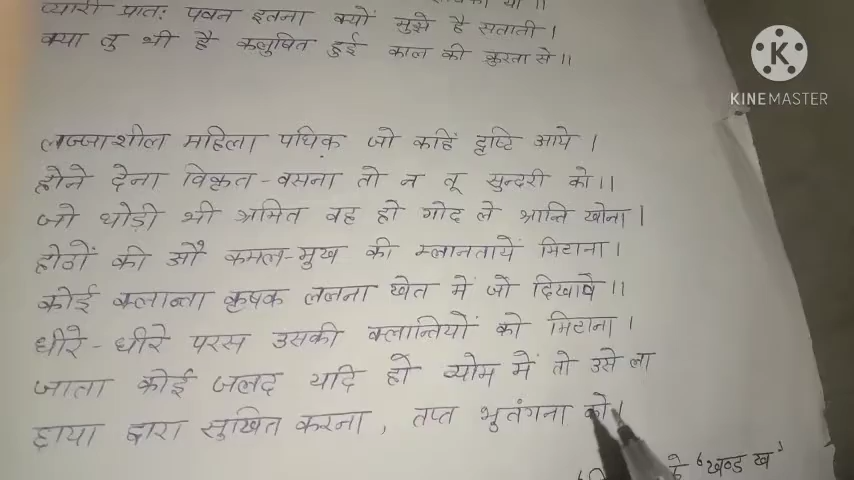 प्यारी प्रातः पवन इतना क्यों मुझे है सताती।
क्या तु भी है कलुषित हुई काल की क्रुरता से॥
KINEMASTER
लज्जाशील महिला पथिक जो कहिं दृष्टि आये।
होने देना विकृत-वसना तो न तू सुन्दरी को॥
जो थोड़ी भी श्रमित वह हो गोद ले श्रान्ति खोना।
होठों की औ कमल-मुख की म्लानतायें मिटाना।
कोई क्लान्ता कृषक ललना खेत में जो दिखावे॥
धीरे-धीरे परस उसकी क्लान्तियों को मिटाना।
जाता कोई जलद यदि हो व्योम में तो उसे ला
छाया द्वारा सुखित करना, तप्त भुतंगना को।
'खण्ड ख'